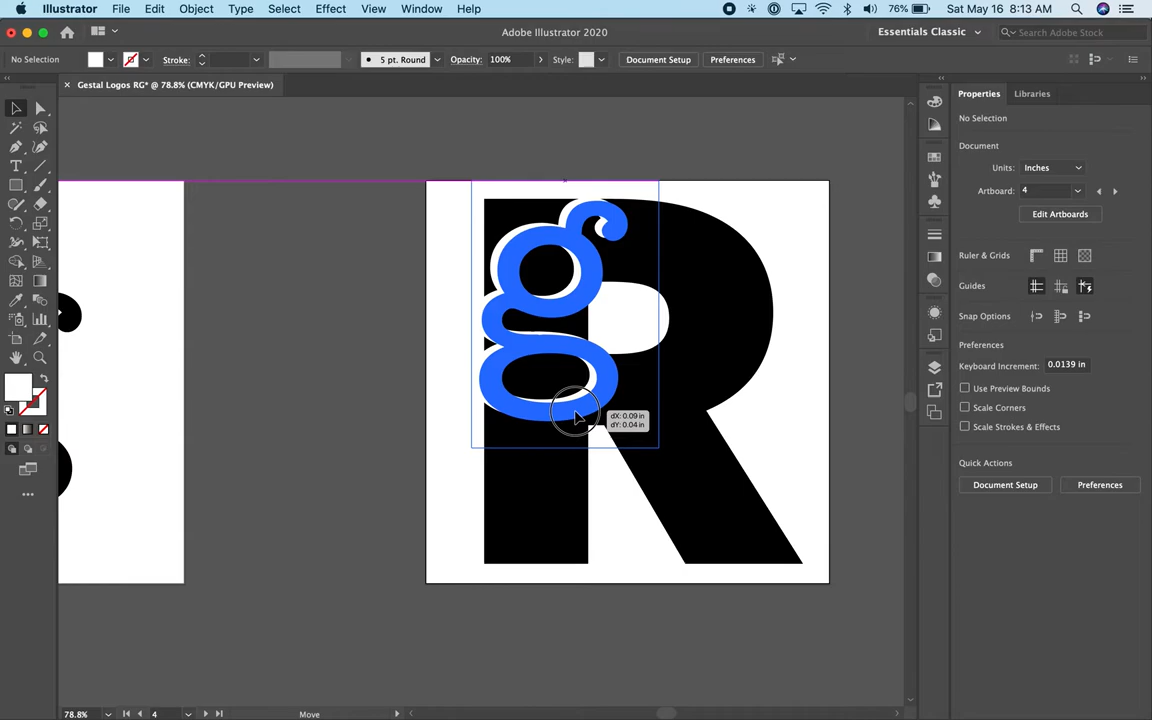 Illustrator File Edit Object Type Select Effect View Window Help 76% Sat May 16 8:13 AM
Adobe Illustrator 2020
Essentials Classic
Search Adobe Stock
No Selection Stroke: 5 pt. Round Opacity: 100% Style: Document Setup Preferences
× Gestal Logos RG* @ 78.8% (CMYK/GPU Preview)
Properties Libraries
No Selection
Document
Units: Inches
Artboard: 4
Edit Artboards
Ruler & Grids
Guides
Snap Options
Preferences
Keyboard Increment: 0.0139 in
Use Preview Bounds
Scale Corners
Scale Strokes & Effects
Quick Actions
Document Setup Preferences
R
g
dX: 0.09 in
dY: 0.04 in
78.8% 4 Move